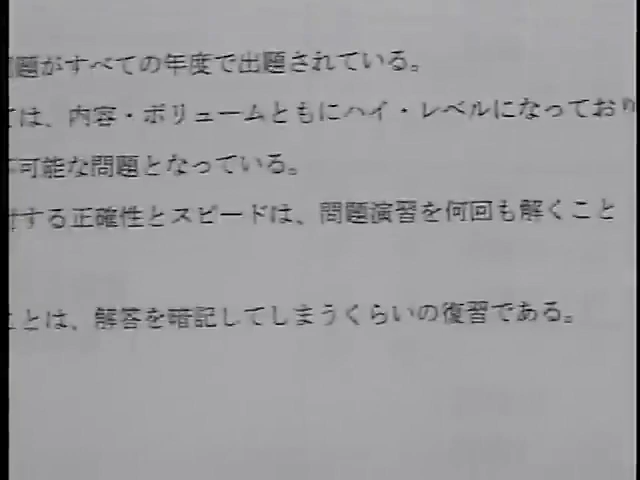 題がすべての年度で出題されている。
は、内容・ボリュームともにハイ・レベルになっており
可能な問題となっている。
する正確性とスピードは、問題演習を何回も解くこと
とは、解答を暗記してしまうくらいの復習である。